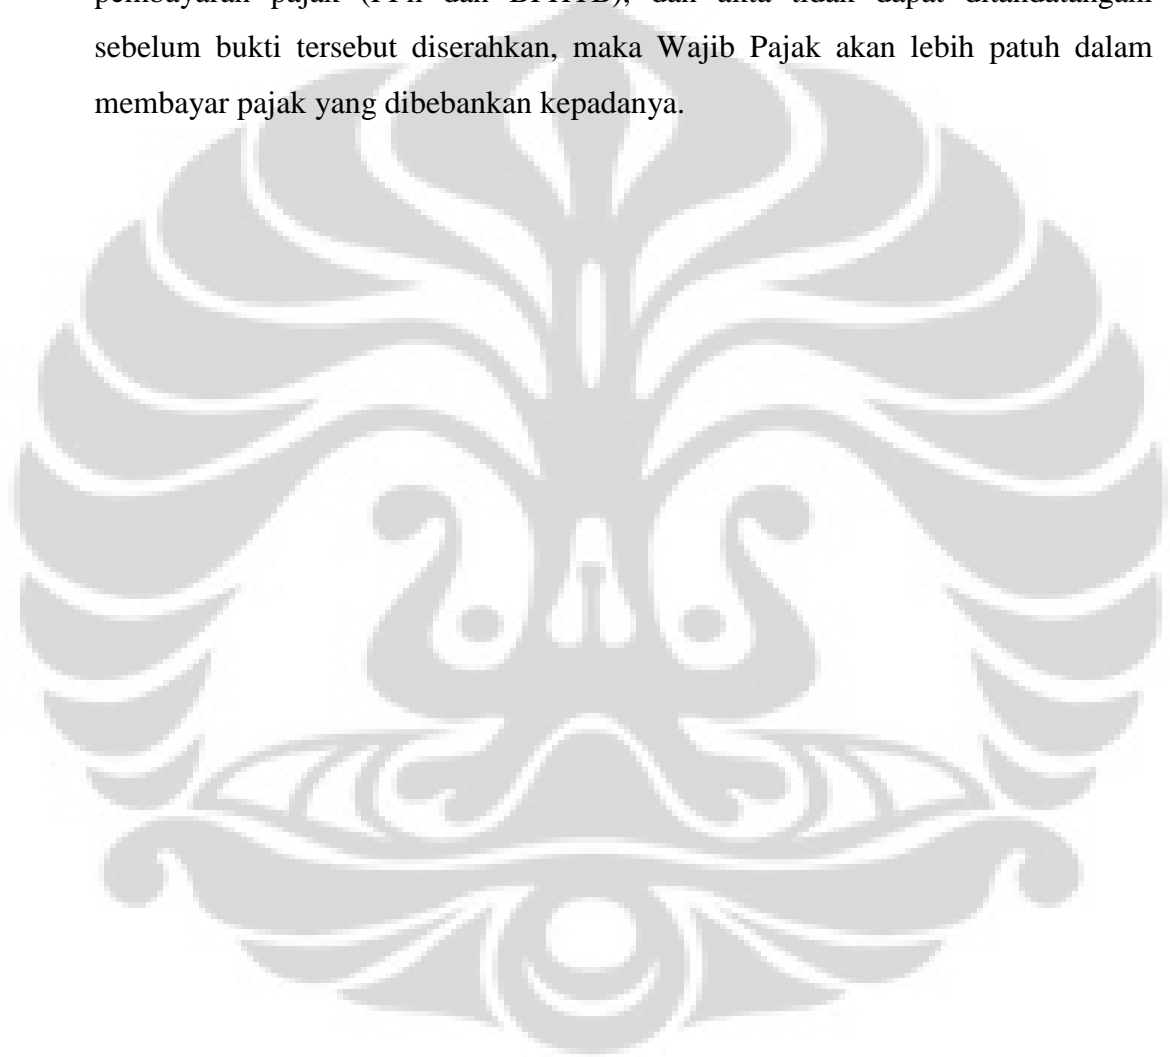 pembayaran pajak (PPh dan BPHTB), dan akta tidak dapat ditandatangani
sebelum bukti tersebut diserahkan, maka Wajib Pajak akan lebih patuh dalam
membayar pajak yang dibebankan kepadanya.